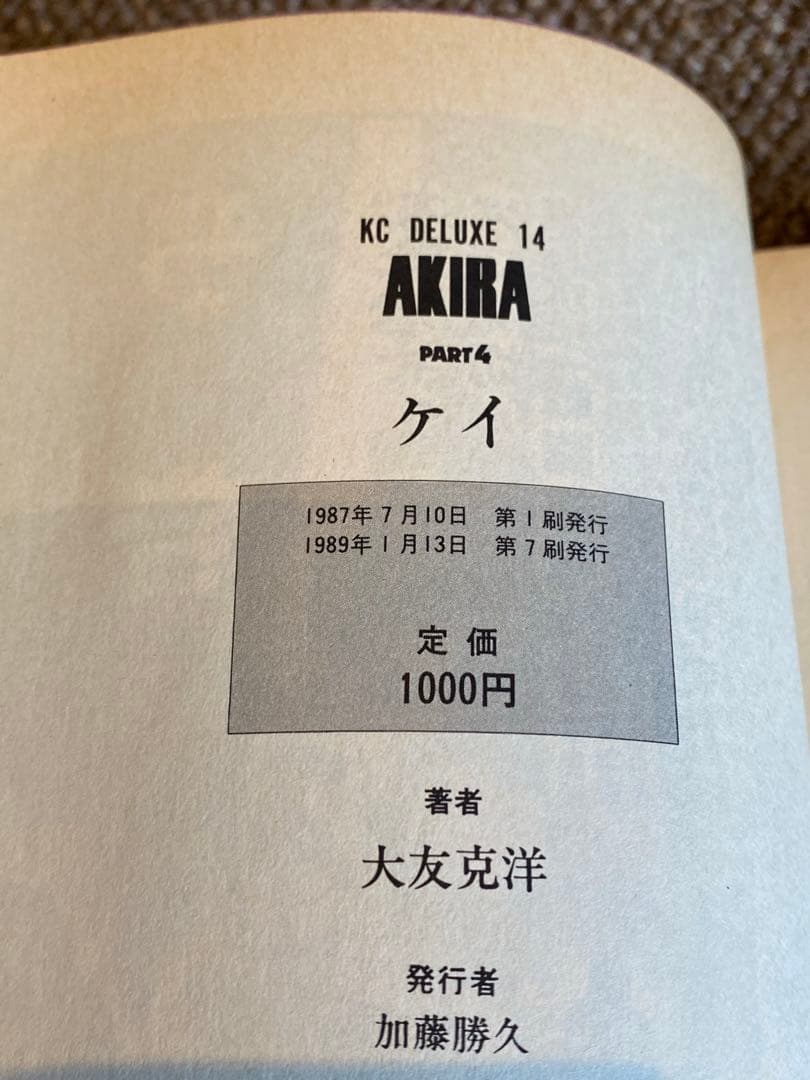 KC DELUXE 14
AKIRA
PART4
ケイ
1987年7月10日 第1刷発行
1989年1月13日 第7刷発行
定価
1000円
著者
大友克洋
発行者
加藤勝久